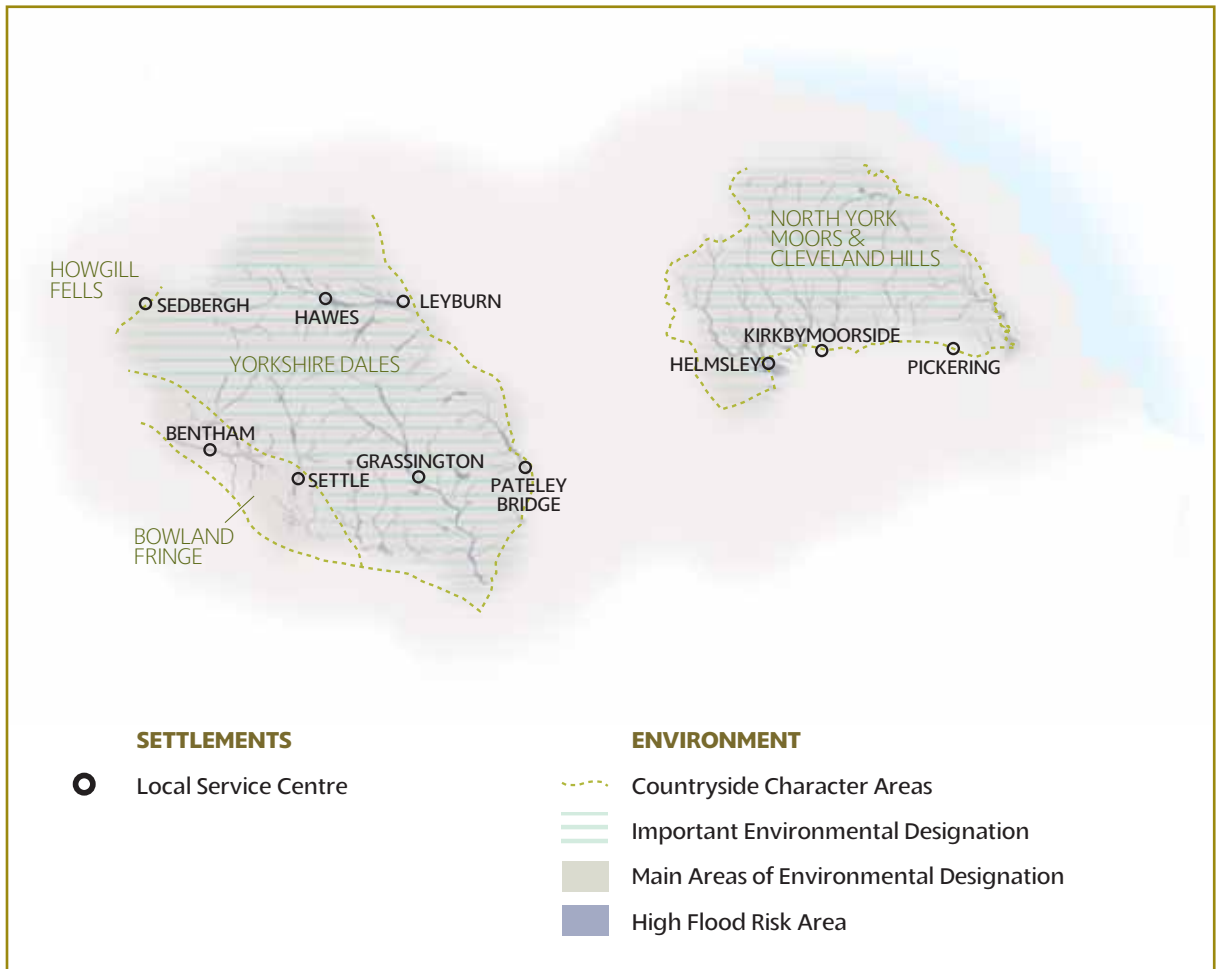 NORTH YORK
MOORS &
CLEVELAND HILLS
HOWGILL
FELLS
SEDBERGH
HAWES
LEYBURN
YORKSHIRE DALES
KIRKBYMOORSIDE
HELMSLEY
PICKERING
BENTHAM
GRASSINGTON
SETTLE
PATELEY
BRIDGE
BOWLAND
FRINGE
SETTLEMENTS
Local Service Centre
ENVIRONMENT
Countryside Character Areas
Important Environmental Designation
Main Areas of Environmental Designation
High Flood Risk Area